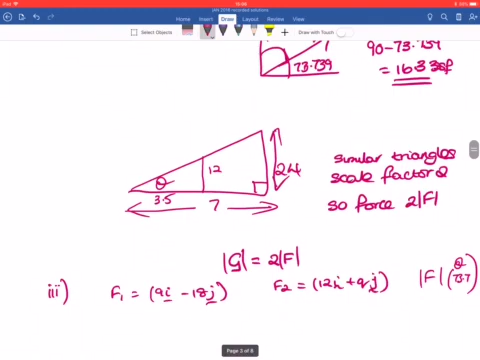 15:06
JAN 2018 recorded solutions
Home Insert Draw Layout Review View
Select Objects
Draw with Touch
90-73.739
73.739
= 16.3 3sf
12
24
θ
3.5
7
similar triangles
scale factor 2
so force 2|F|
|G| = 2|F|
iii) F₁ = (9i - 18j) F₂ = (12i + 9j) |F| (θ 73.7)
Page 3 of 8